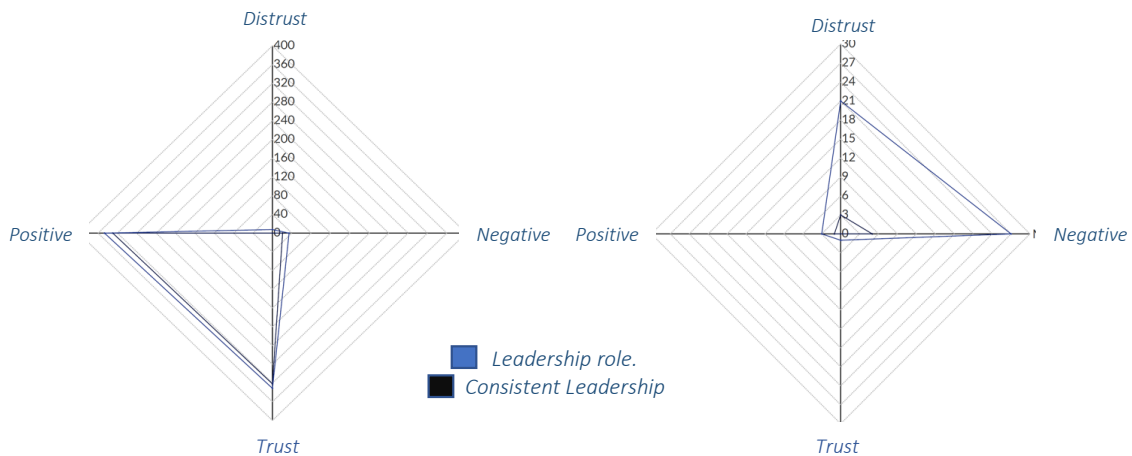 Distrust
400
360
320
280
240
200
160
120
80
40
0
Positive
Negative
Trust
Distrust
30
27
24
21
18
15
12
9
6
3
0
Positive
Negative
Trust
Leadership role.
Consistent Leadership